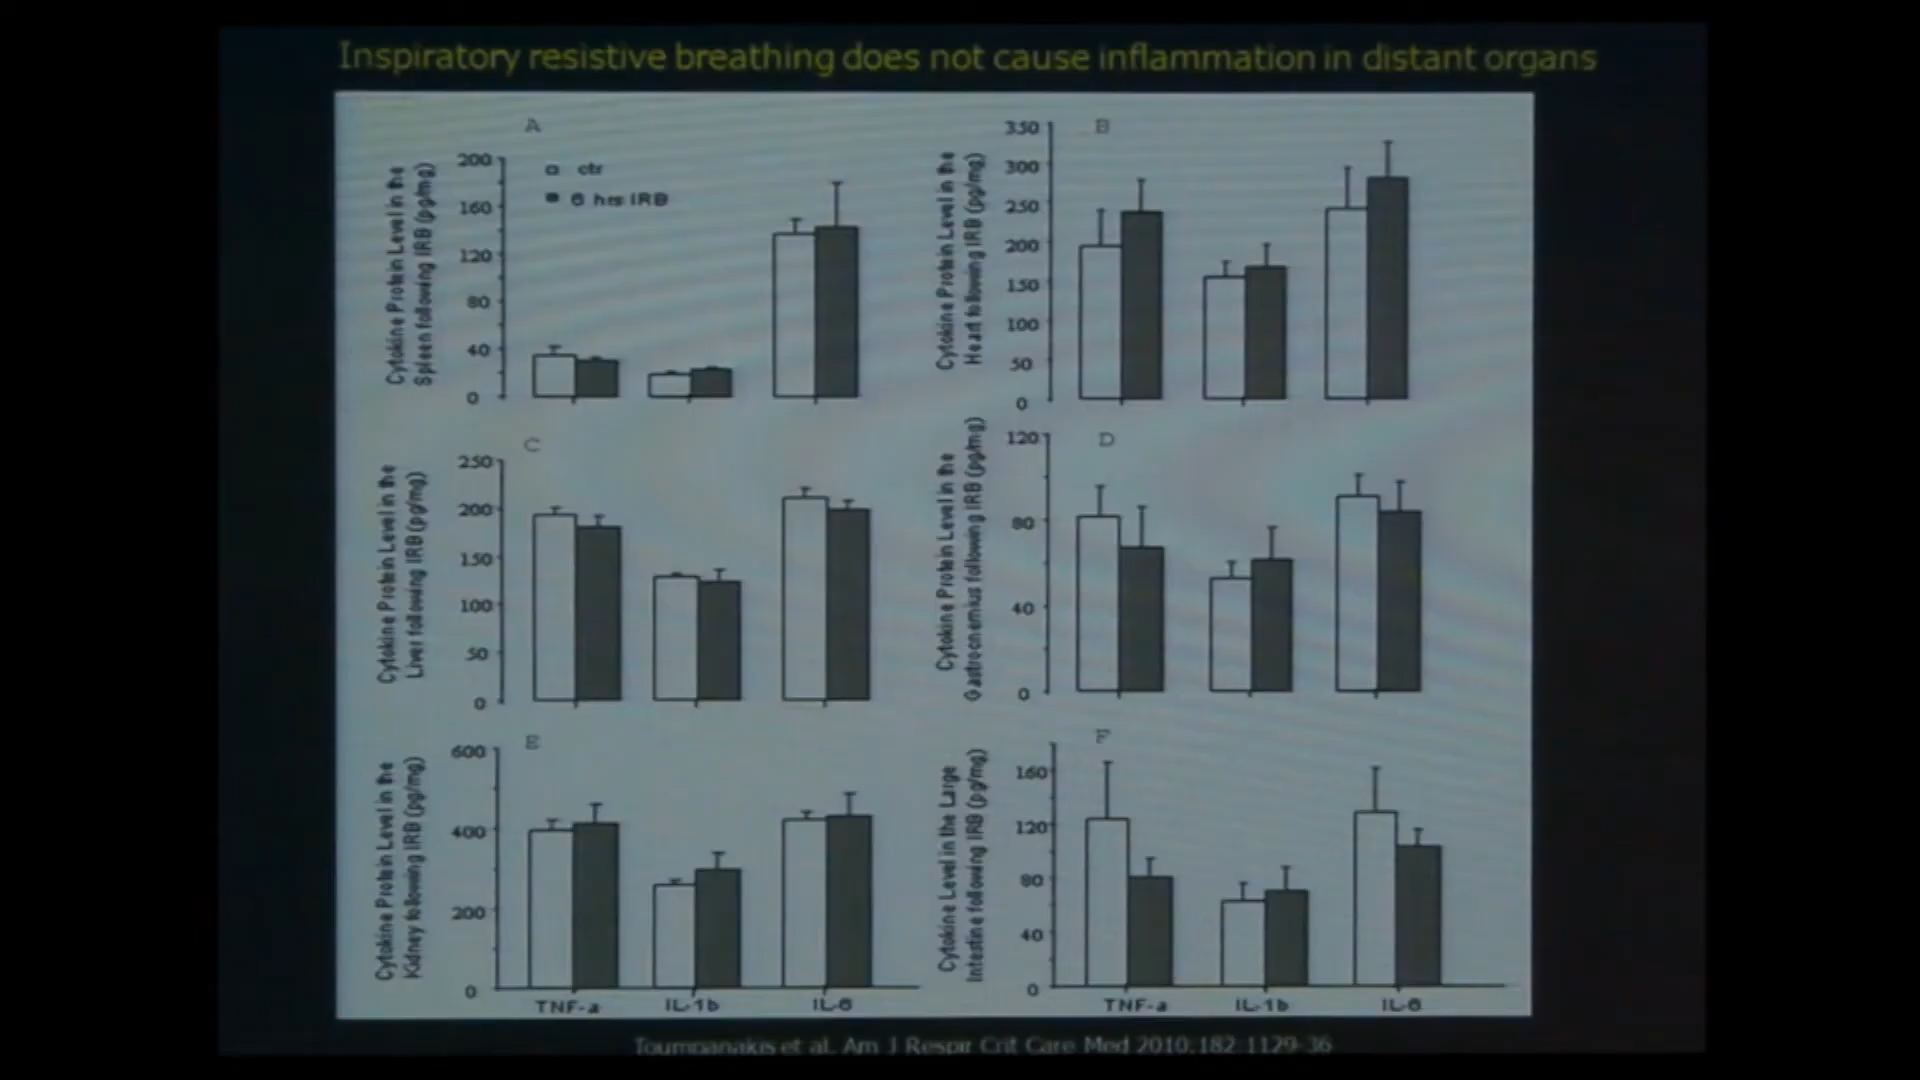 Inspiratory resistive breathing does not cause inflammation in distant organs
A
Cytokine Protein Level in the
Spleen following IRB (pg/mg)
200
160
120
80
40
0
ctr
6 hrs IRB
B
Cytokine Protein Level in the
Heart following IRB (pg/mg)
350
300
250
200
150
100
50
0
C
Cytokine Protein Level in the
Liver following IRB (pg/mg)
250
200
150
100
50
0
D
Cytokine Protein Level in the
Gastrocnemius following IRB (pg/mg)
120
80
40
0
E
Cytokine Protein Level in the
Kidney following IRB (pg/mg)
600
400
200
0
TNF-a IL-1b IL-6
F
Cytokine Level in the Large
Intestine following IRB (pg/mg)
160
120
80
40
0
TNF-a IL-1b IL-6
Toumpanakis et al. Am J Respir Crit Care Med 2010;182:1129-36